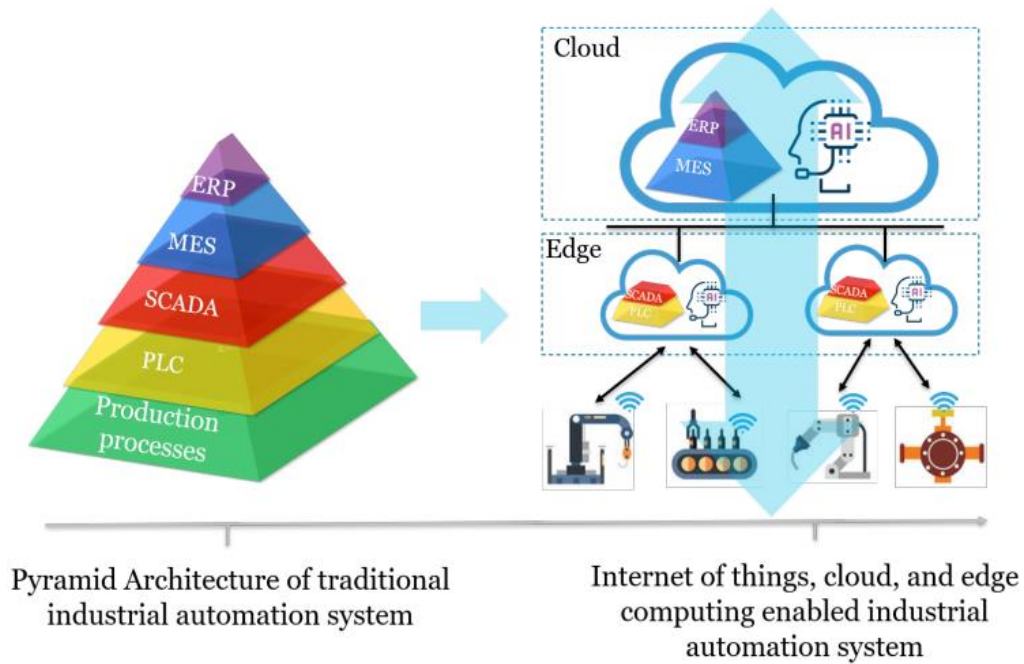 ERP
MES
SCADA
PLC
Production
processes
Cloud
ERP
MES
AI
Edge
SCADA
PLC
AI
SCADA
PLC
AI
Pyramid Architecture of traditional
industrial automation system
Internet of things, cloud, and edge
computing enabled industrial
automation system